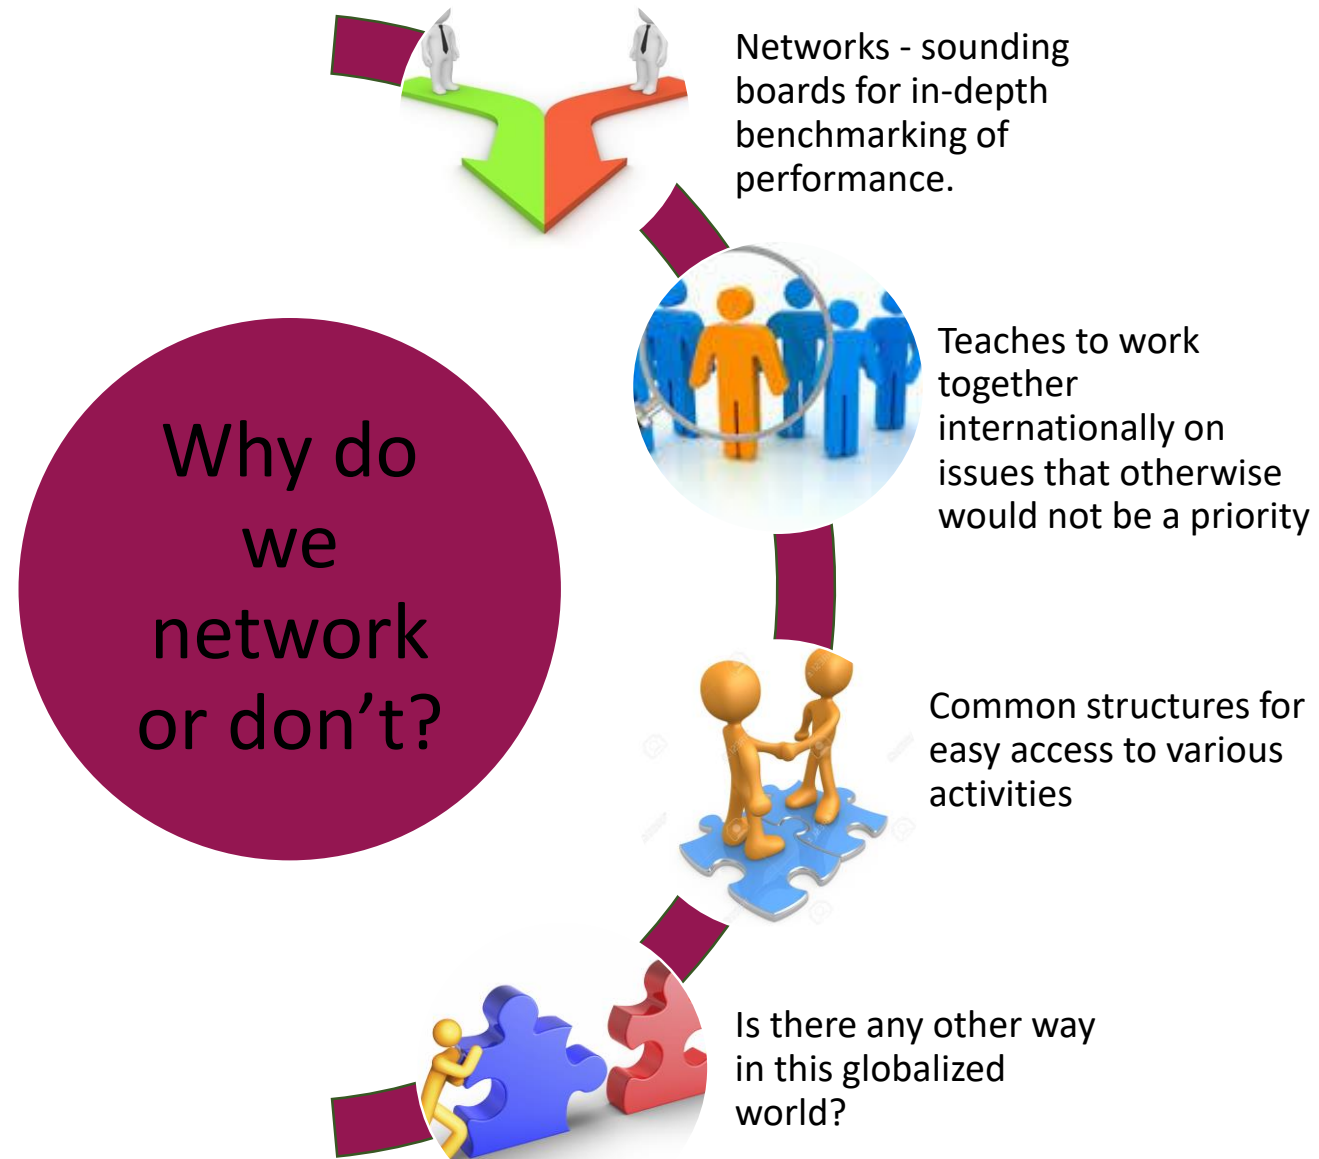 Networks - sounding
boards for in-depth
benchmarking of
performance.
Teaches to work
together
internationally on
issues that otherwise
would not be a priority
Why do
we
network
or don't?
Common structures for
easy access to various
activities
Is there any other way
in this globalized
world?